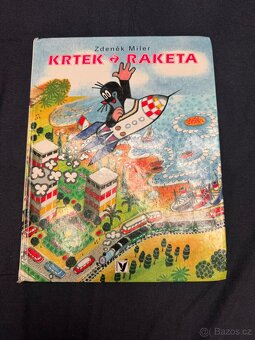 Zdeněk Miler
KRTEK a RAKETA
Bazos.cz